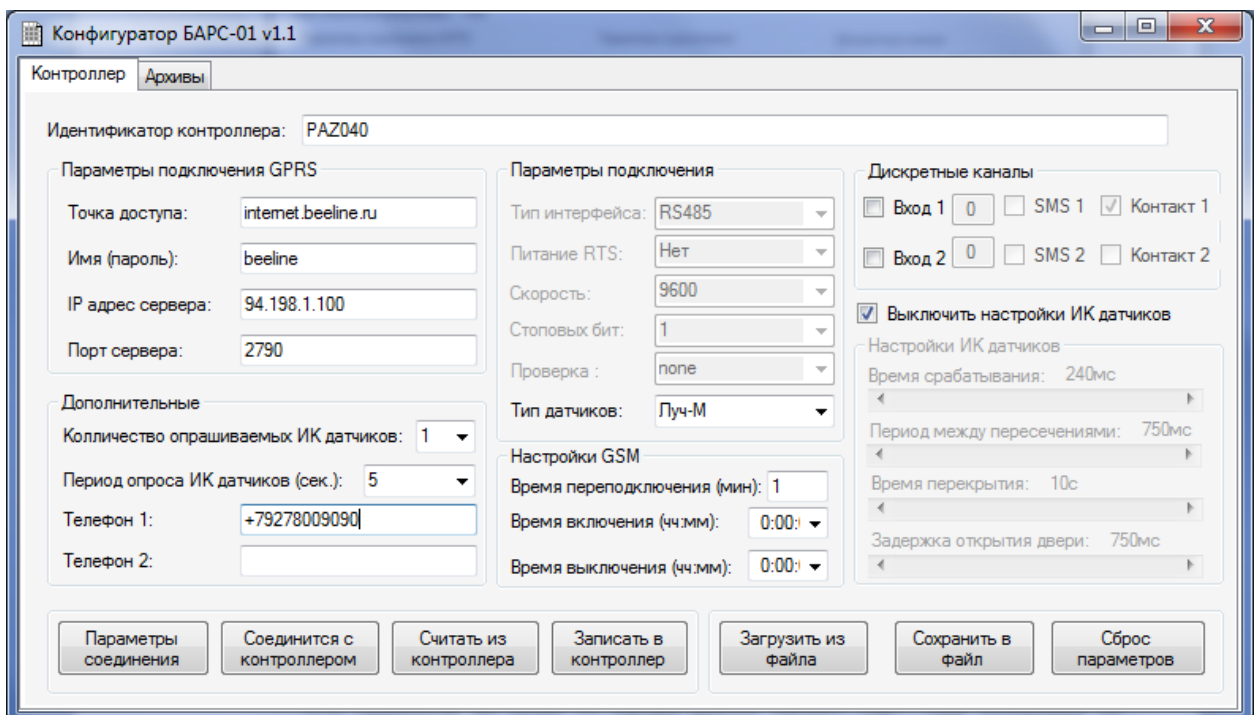 Конфигуратор БАРС-01 v1.1
Контроллер Архивы
Идентификатор контроллера: PAZ040
Параметры подключения GPRS
Точка доступа: internet.beeline.ru
Имя (пароль): beeline
IP адрес сервера: 94.198.1.100
Порт сервера: 2790
Дополнительные
Колличество опрашиваемых ИК датчиков: 1
Период опроса ИК датчиков (сек.): 5
Телефон 1: +79278009090
Телефон 2:
Параметры подключения
Тип интерфейса: RS485
Питание RTS: Нет
Скорость: 9600
Стоповых бит: 1
Проверка : none
Тип датчиков: Луч-М
Настройки GSM
Время переподключения (мин): 1
Время включения (чч:мм): 0:00:
Время выключения (чч:мм): 0:00:
Дискретные каналы
Вход 1 0 SMS 1 Контакт 1
Вход 2 0 SMS 2 Контакт 2
Выключить настройки ИК датчиков
Настройки ИК датчиков
Время срабатывания: 240мс
Период между пересечениями: 750мс
Время перекрытия: 10с
Задержка открытия двери: 750мс
Параметры
соединения
Соединится с
контроллером
Считать из
контроллера
Записать в
контроллер
Загрузить из
файла
Сохранить в
файл
Сброс
параметров